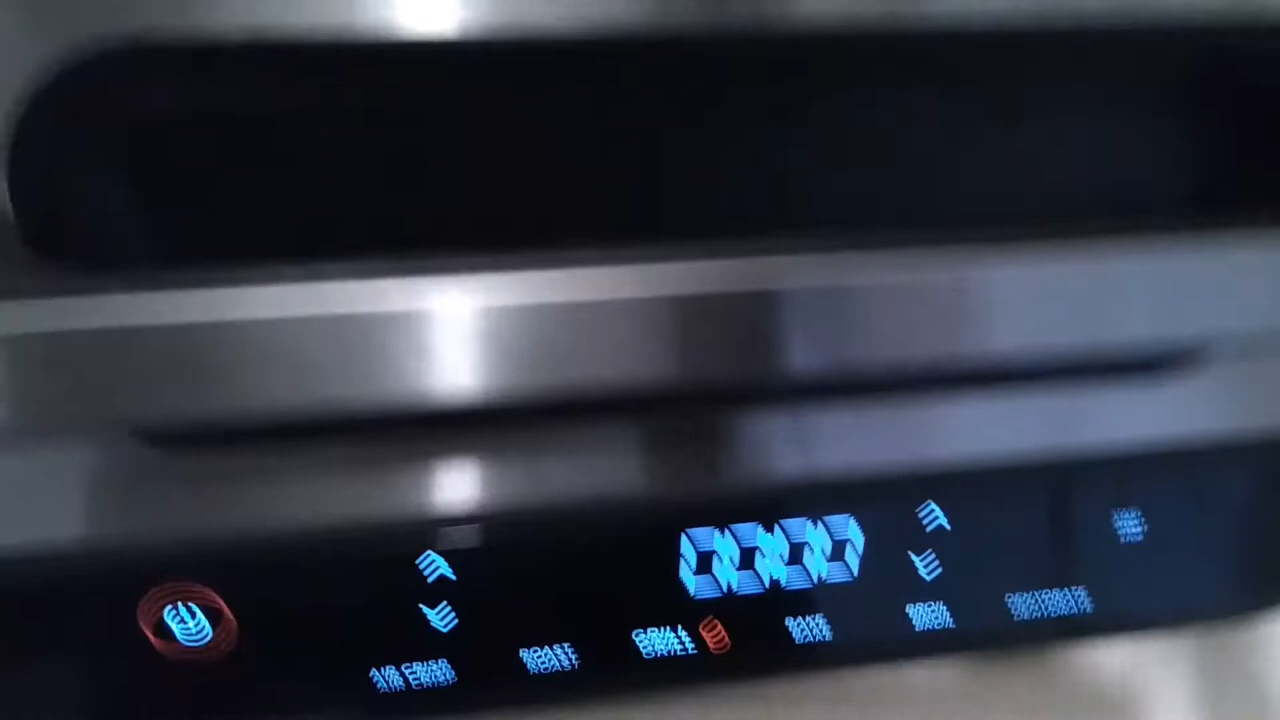 START
STOP
AIR CRISP
ROAST
GRILL
BAKE
BROIL
DEHYDRATE